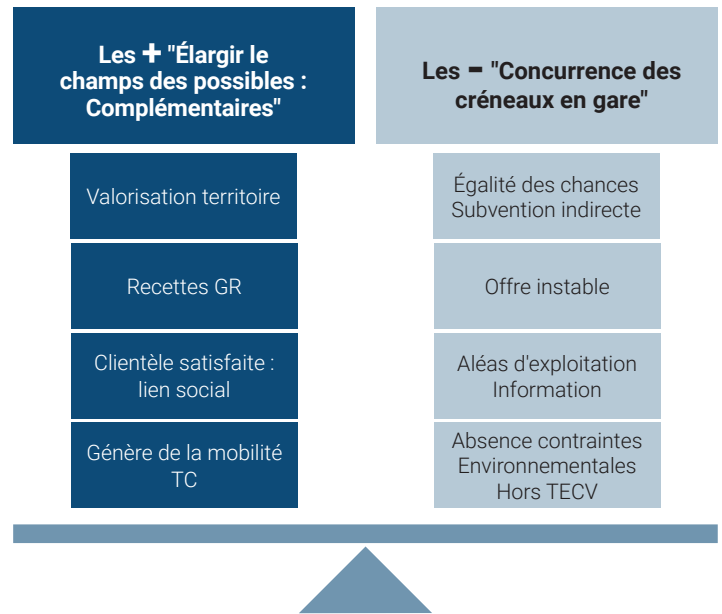 Les + "Élargir le
champs des possibles :
Complémentaires"
Les - "Concurrence des
créneaux en gare"
Valorisation territoire
Égalité des chances
Subvention indirecte
Recettes GR
Offre instable
Clientèle satisfaite :
lien social
Aléas d'exploitation
Information
Génère de la mobilité
TC
Absence contraintes
Environnementales
Hors TECV